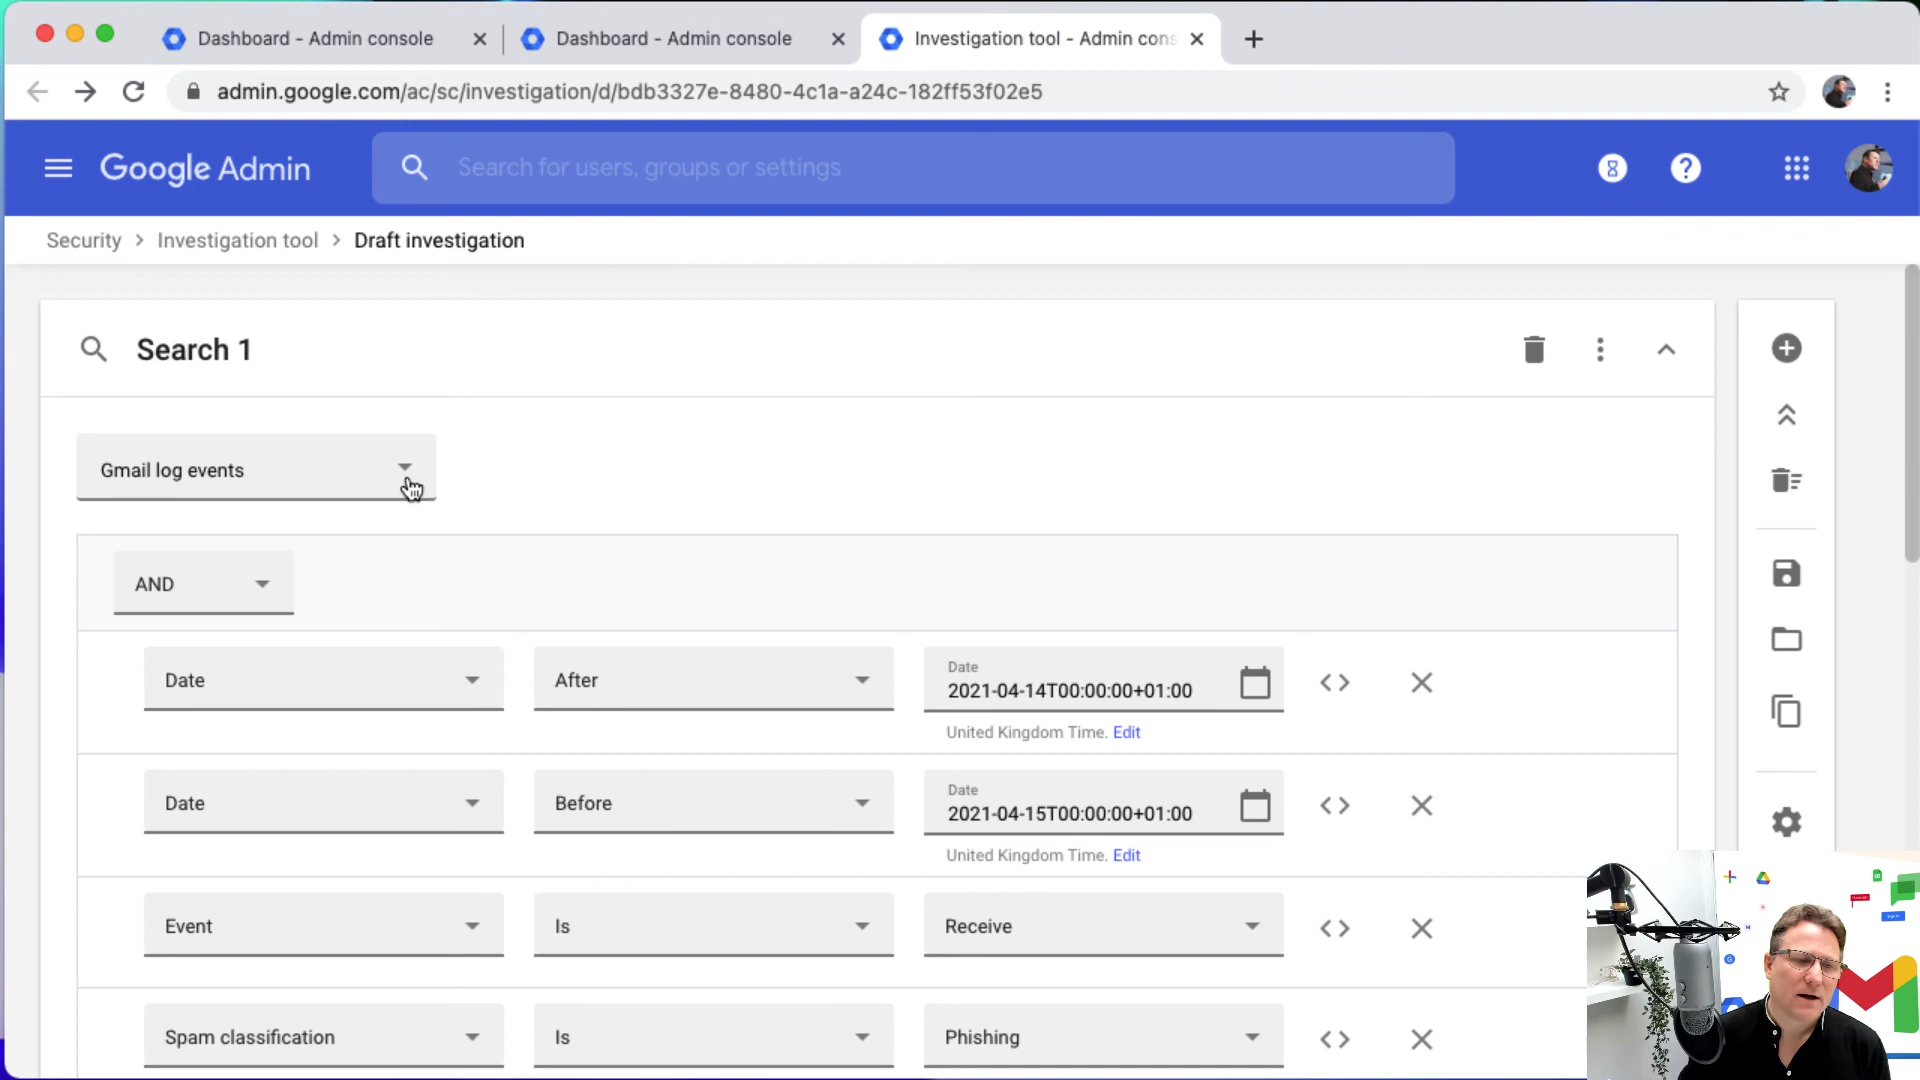 Dashboard - Admin console
Dashboard - Admin console
Investigation tool - Admin cons
admin.google.com/ac/sc/investigation/d/bdb3327e-8480-4c1a-a24c-182ff53f02e5
Google Admin
Search for users, groups or settings
Security > Investigation tool > Draft investigation
Search 1
Gmail log events
AND
Date
After
Date
2021-04-14T00:00:00+01:00
United Kingdom Time. Edit
Date
Before
Date
2021-04-15T00:00:00+01:00
United Kingdom Time. Edit
Event
Is
Receive
Spam classification
Is
Phishing